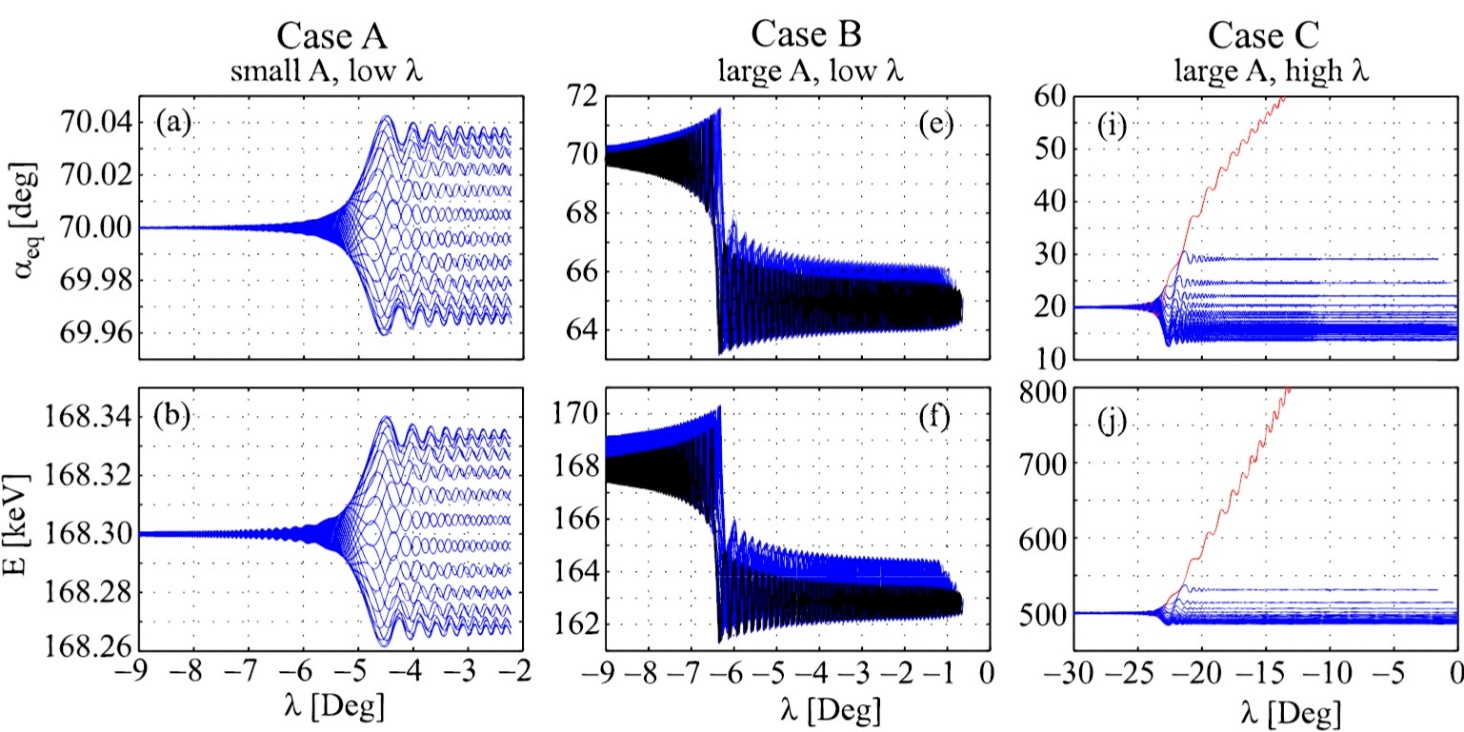 Case A
small A, low λ
Case B
large A, low λ
Case C
large A, high λ
(a)
70.04
70.02
70.00
69.98
69.96
α_eq [deg]
(e)
72
70
68
66
64
(i)
60
50
40
30
20
10
(b)
168.34
168.32
168.30
168.28
168.26
E [keV]
−9 −8 −7 −6 −5 −4 −3 −2
λ [Deg]
(f)
170
168
166
164
162
−9 −8 −7 −6 −5 −4 −3 −2 −1 0
λ [Deg]
(j)
800
700
600
500
−30 −25 −20 −15 −10 −5 0
λ [Deg]